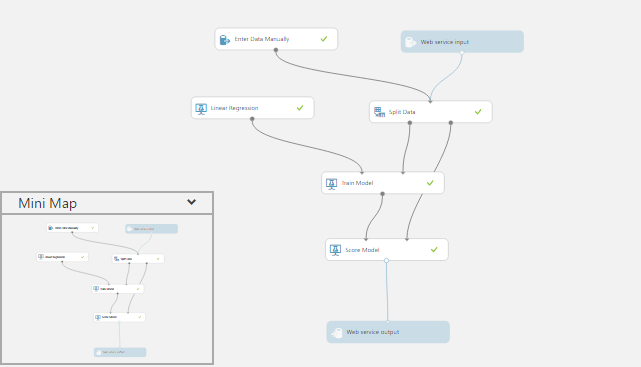 Enter Data Manually
Web service input
Linear Regression
Split Data
Train Model
Mini Map
Score Model
Web service output